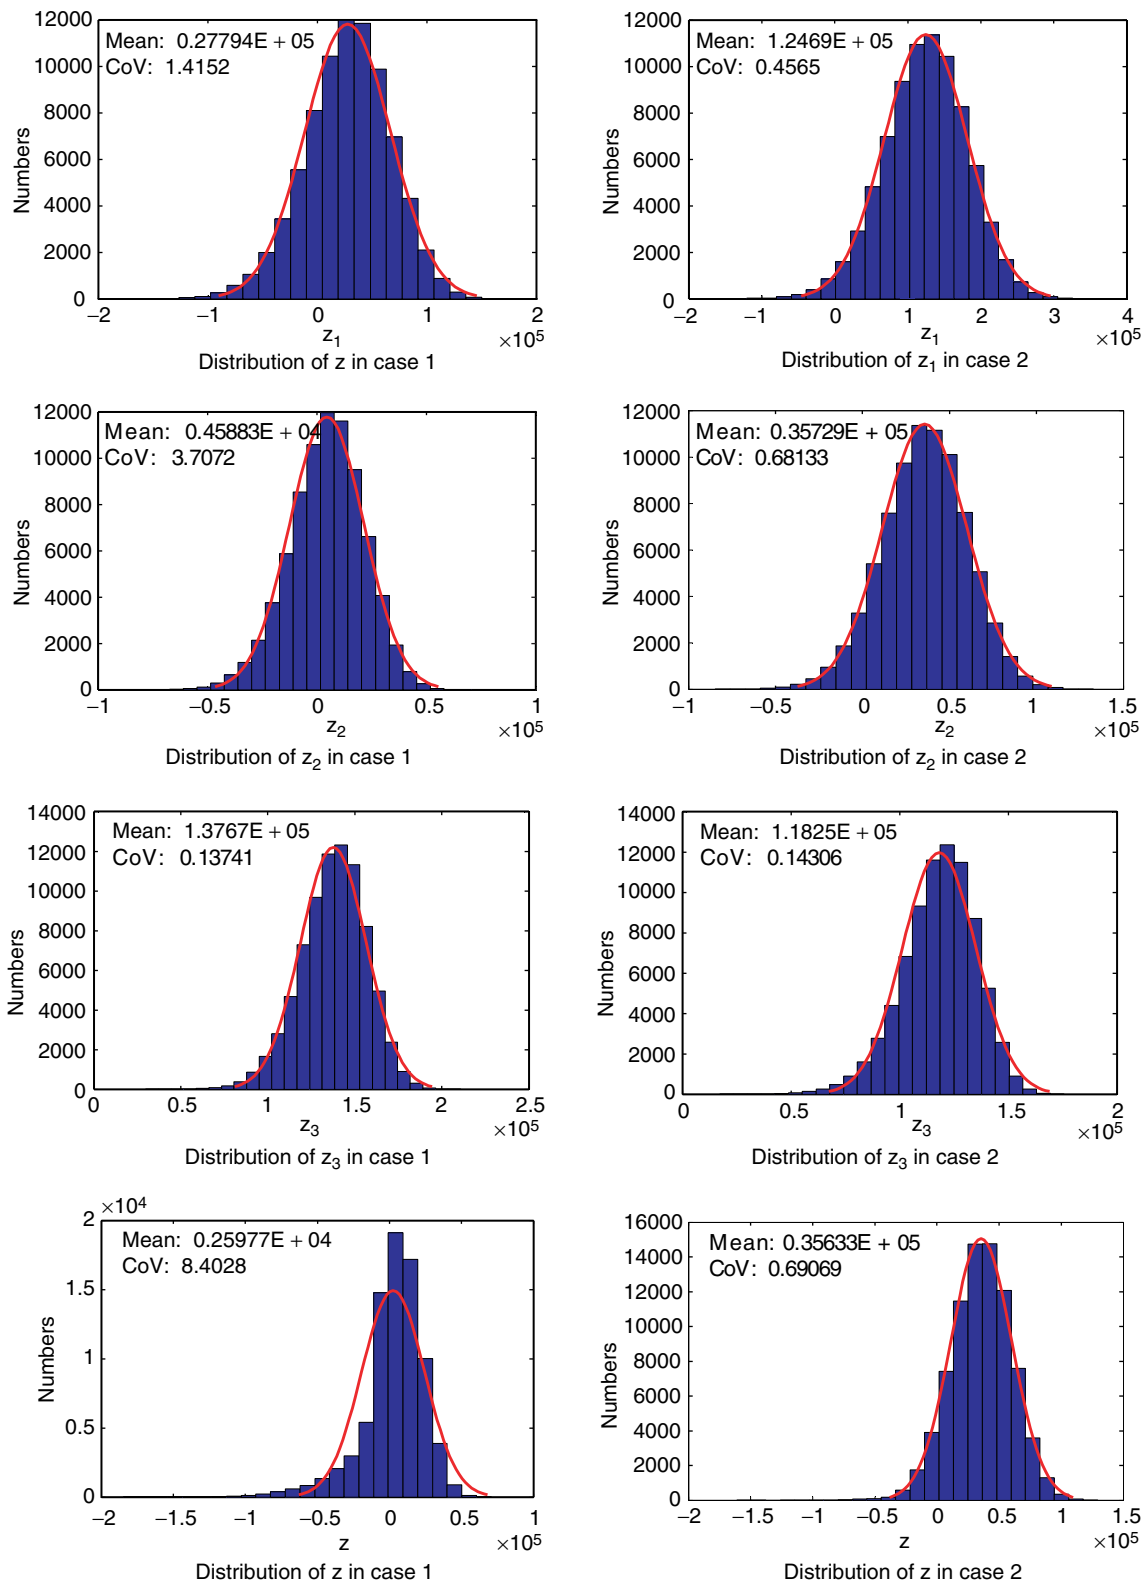 12000
10000
8000
6000
4000
2000
0
Numbers
Mean: 0.27794E + 05
CoV: 1.4152
−2 −1 0 1 2
z1 ×10^5
Distribution of z in case 1
12000
10000
8000
6000
4000
2000
0
Numbers
Mean: 1.2469E + 05
CoV: 0.4565
−2 −1 0 1 2 3 4
z1 ×10^5
Distribution of z1 in case 2
12000
10000
8000
6000
4000
2000
0
Numbers
Mean: 0.45883E + 04
CoV: 3.7072
−1 −0.5 0 0.5 1
z2 ×10^5
Distribution of z2 in case 1
12000
10000
8000
6000
4000
2000
0
Numbers
Mean: 0.35729E + 05
CoV: 0.68133
−1 −0.5 0 0.5 1 1.5
z2 ×10^5
Distribution of z2 in case 2
14000
12000
10000
8000
6000
4000
2000
0
Numbers
Mean: 1.3767E + 05
CoV: 0.13741
0 0.5 1 1.5 2 2.5
z3 ×10^5
Distribution of z3 in case 1
14000
12000
10000
8000
6000
4000
2000
0
Numbers
Mean: 1.1825E + 05
CoV: 0.14306
0 0.5 1 1.5 2
z3 ×10^5
Distribution of z3 in case 2
×10^4
2
1.5
1
0.5
0
Numbers
Mean: 0.25977E + 04
CoV: 8.4028
−2 −1.5 −1 −0.5 0 0.5 1
z ×10^5
Distribution of z in case 1
16000
14000
12000
10000
8000
6000
4000
2000
0
Numbers
Mean: 0.35633E + 05
CoV: 0.69069
−2 −1.5 −1 −0.5 0 0.5 1 1.5
z ×10^5
Distribution of z in case 2